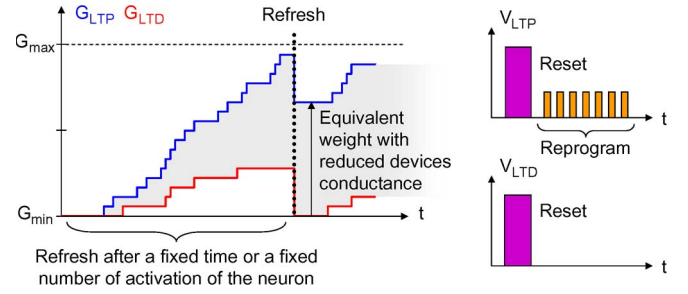 G_LTP G_LTD
Refresh
G_max
Equivalent
weight with
reduced devices
conductance
G_min
t
Refresh after a fixed time or a fixed
number of activation of the neuron
V_LTP
Reset
t
Reprogram
V_LTD
Reset
t